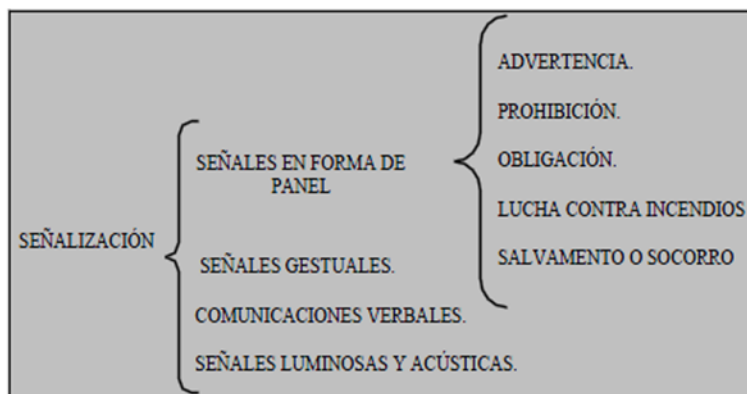 SEÑALIZACIÓN
SEÑALES EN FORMA DE
PANEL
SEÑALES GESTUALES.
COMUNICACIONES VERBALES.
SEÑALES LUMINOSAS Y ACÚSTICAS.
ADVERTENCIA.
PROHIBICIÓN.
OBLIGACIÓN.
LUCHA CONTRA INCENDIOS
SALVAMENTO O SOCORRO